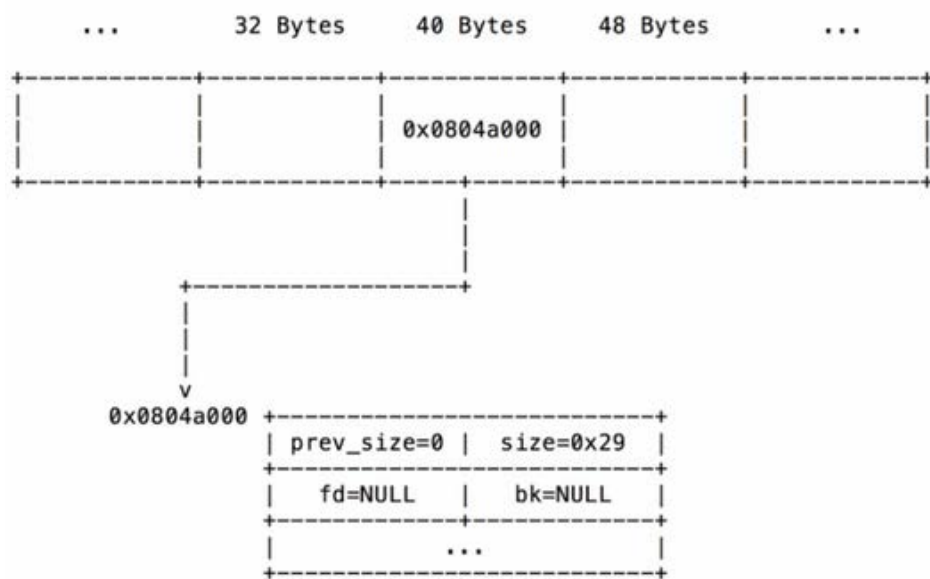 ... 32 Bytes 40 Bytes 48 Bytes ...
0x0804a000
0x0804a000
prev_size=0 | size=0x29
fd=NULL | bk=NULL
...